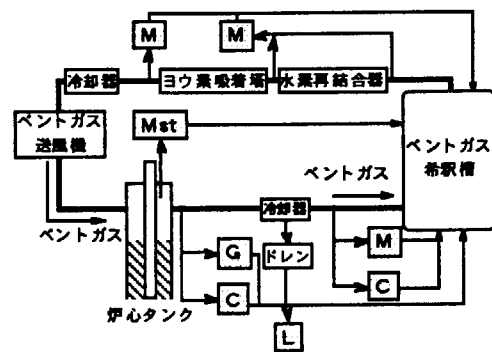 M
M
冷却器
ヨウ素吸着塔
水素再結合器
ベントガス
送風機
Mst
ベントガス
希釈槽
ベントガス
冷却器
ベントガス
G
ドレン
M
C
C
炉心タンク
L